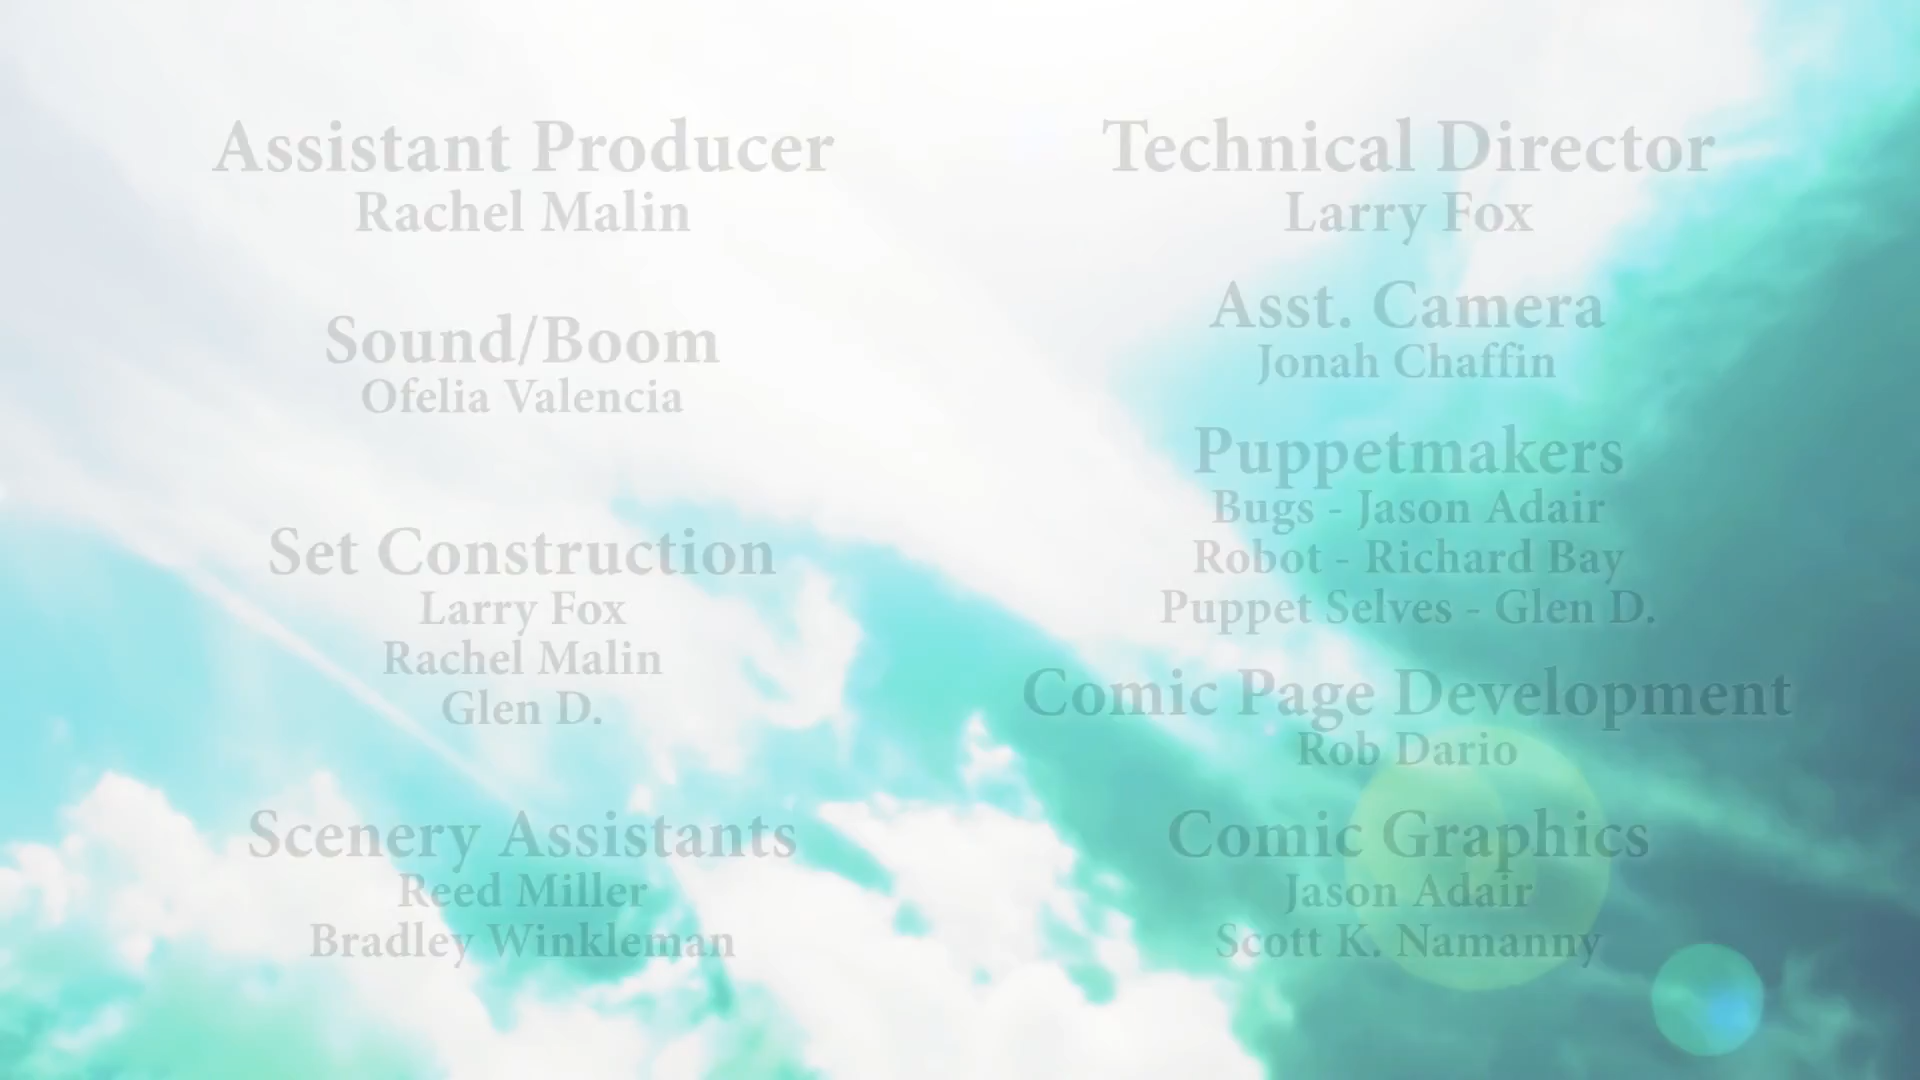 Assistant Producer
Rachel Malin
Sound/Boom
Ofelia Valencia
Set Construction
Larry Fox
Rachel Malin
Glen D.
Scenery Assistants
Reed Miller
Bradley Winkleman
Technical Director
Larry Fox
Asst. Camera
Jonah Chaffin
Puppetmakers
Bugs - Jason Adair
Robot - Richard Bay
Puppet Selves - Glen D.
Comic Page Development
Rob Dario
Comic Graphics
Jason Adair
Scott K. Namanny